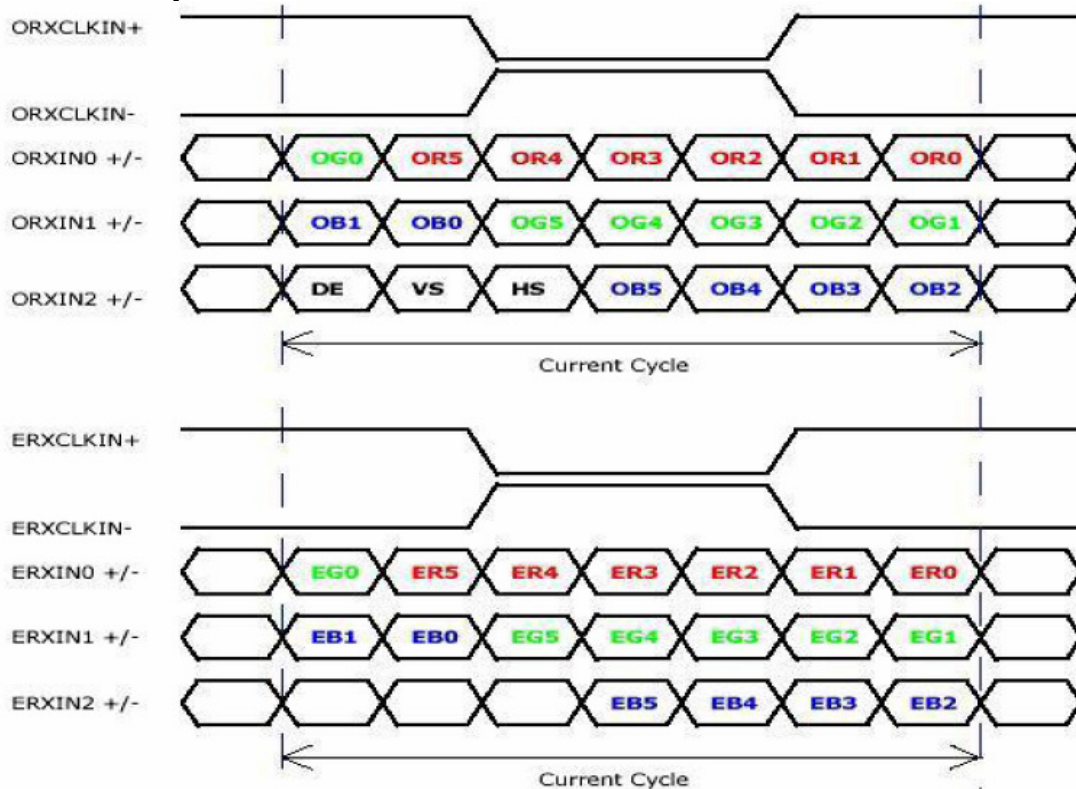 ORXCLKIN+
ORXCLKIN-
ORXIN0 +/- OG0 OR5 OR4 OR3 OR2 OR1 OR0
ORXIN1 +/- OB1 OB0 OG5 OG4 OG3 OG2 OG1
ORXIN2 +/- DE VS HS OB5 OB4 OB3 OB2
Current Cycle
ERXCLKIN+
ERXCLKIN-
ERXIN0 +/- EG0 ER5 ER4 ER3 ER2 ER1 ER0
ERXIN1 +/- EB1 EB0 EG5 EG4 EG3 EG2 EG1
ERXIN2 +/- EB5 EB4 EB3 EB2
Current Cycle